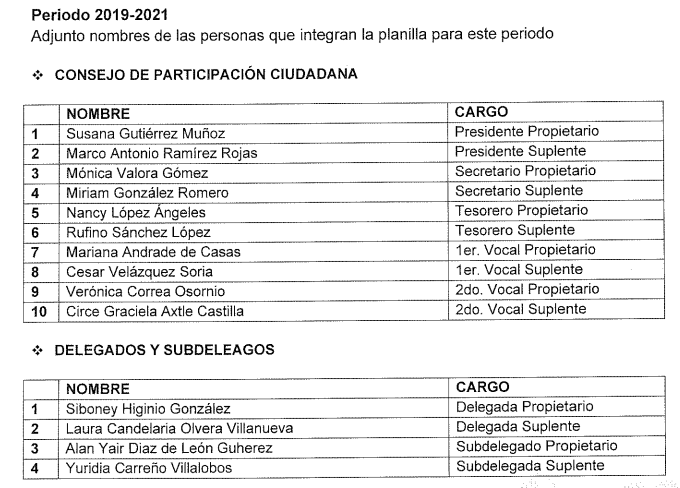 Periodo 2019-2021
Adjunto nombres de las personas que integran la planilla para este periodo
❖ CONSEJO DE PARTICIPACIÓN CIUDADANA
NOMBRE CARGO
1 Susana Gutiérrez Muñoz Presidente Propietario
2 Marco Antonio Ramírez Rojas Presidente Suplente
3 Mónica Valora Gómez Secretario Propietario
4 Miriam González Romero Secretario Suplente
5 Nancy López Ángeles Tesorero Propietario
6 Rufino Sánchez López Tesorero Suplente
7 Mariana Andrade de Casas 1er. Vocal Propietario
8 Cesar Velázquez Soria 1er. Vocal Suplente
9 Verónica Correa Osornio 2do. Vocal Propietario
10 Circe Graciela Axtle Castilla 2do. Vocal Suplente
❖ DELEGADOS Y SUBDELEAGOS
NOMBRE CARGO
1 Siboney Higinio González Delegada Propietario
2 Laura Candelaria Olvera Villanueva Delegada Suplente
3 Alan Yair Diaz de León Guherez Subdelegado Propietario
4 Yuridia Carreño Villalobos Subdelegada Suplente